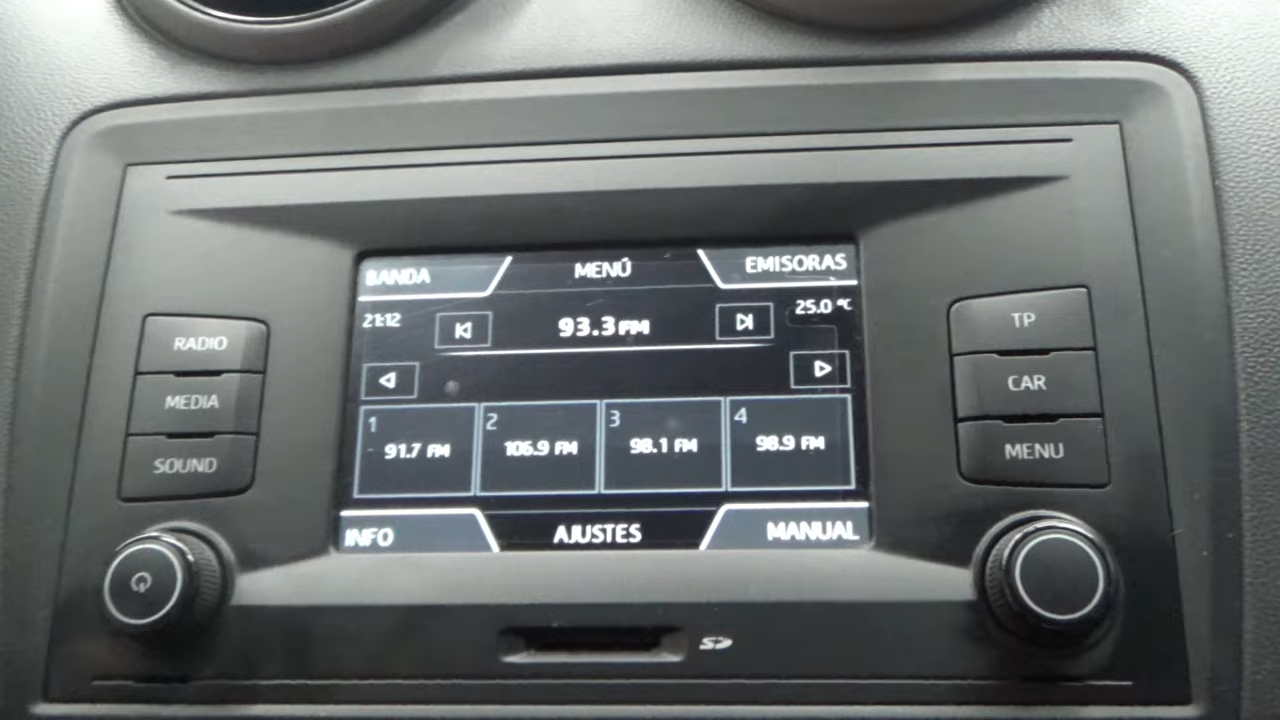 BANDA MENÚ EMISORAS
21:12 93.3 FM 25.0 °C
1 2 3 4
91.7 FM 106.9 FM 98.1 FM 98.9 FM
INFO AJUSTES MANUAL
RADIO
MEDIA
SOUND
TP
CAR
MENU
SD